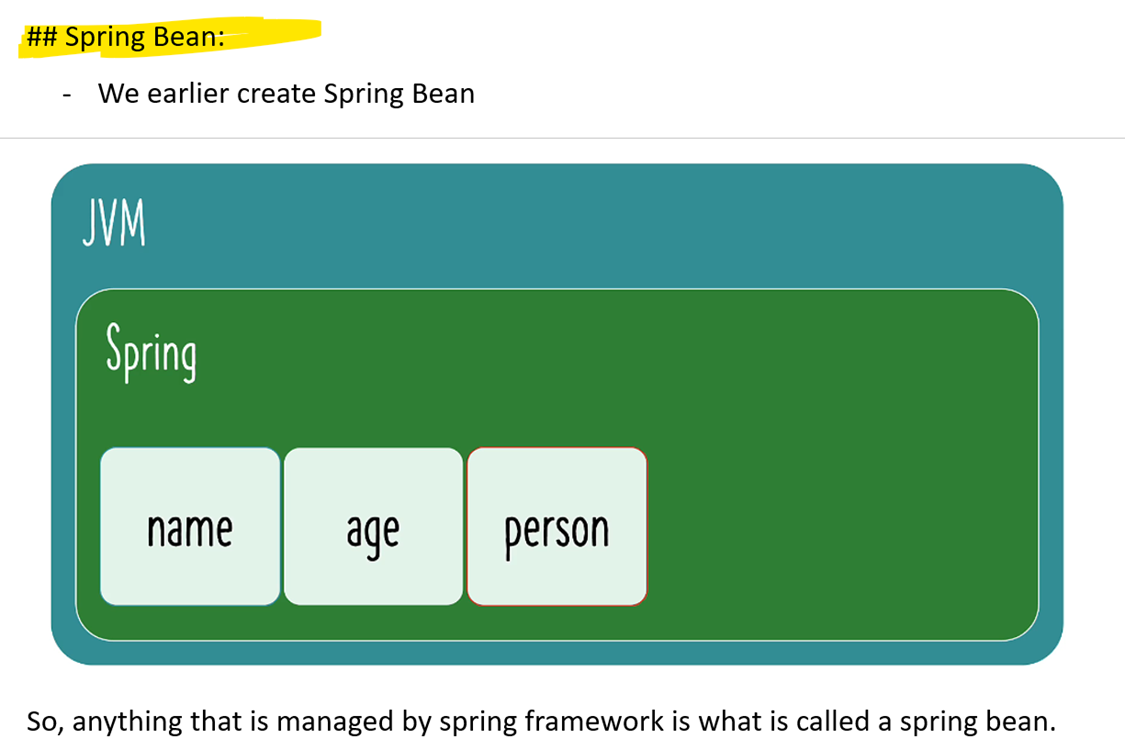 ## Spring Bean:
- We earlier create Spring Bean
JVM
Spring
name age person
So, anything that is managed by spring framework is what is called a spring bean.